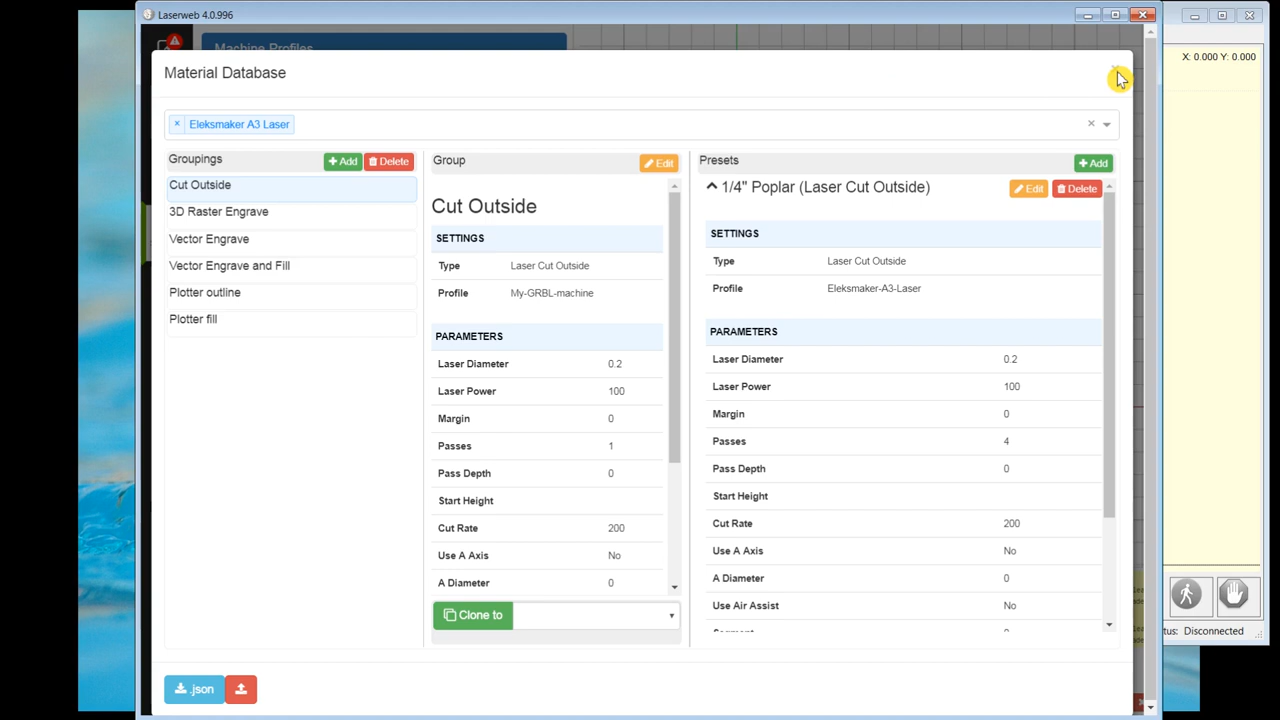 Laserweb 4.0.996
Machine Profiles
X: 0.000 Y: 0.000
Material Database
× Eleksmaker A3 Laser ×
Groupings
Add
Delete
Cut Outside
3D Raster Engrave
Vector Engrave
Vector Engrave and Fill
Plotter outline
Plotter fill
Group
Edit
Cut Outside
SETTINGS
Type Laser Cut Outside
Profile My-GRBL-machine
PARAMETERS
Laser Diameter 0.2
Laser Power 100
Margin 0
Passes 1
Pass Depth 0
Start Height
Cut Rate 200
Use A Axis No
A Diameter 0
Clone to
Presets
Add
1/4" Poplar (Laser Cut Outside)
Edit
Delete
SETTINGS
Type Laser Cut Outside
Profile Eleksmaker-A3-Laser
PARAMETERS
Laser Diameter 0.2
Laser Power 100
Margin 0
Passes 4
Pass Depth 0
Start Height
Cut Rate 200
Use A Axis No
A Diameter 0
Use Air Assist No
Segment
.json
tus: Disconnected